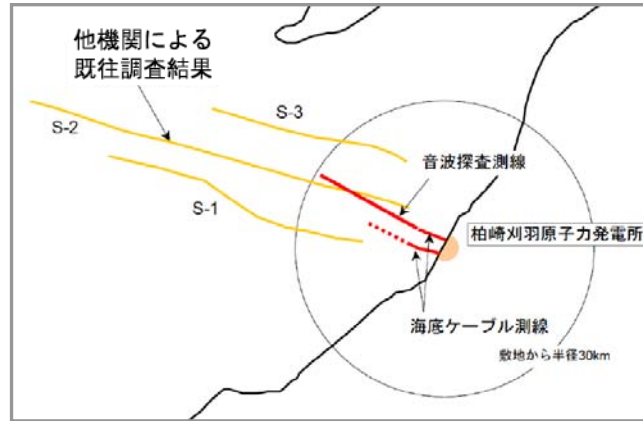 他機関による
既往調査結果
S-3
S-2
音波探査測線
S-1
柏崎刈羽原子力発電所
海底ケーブル測線
敷地から半径30km